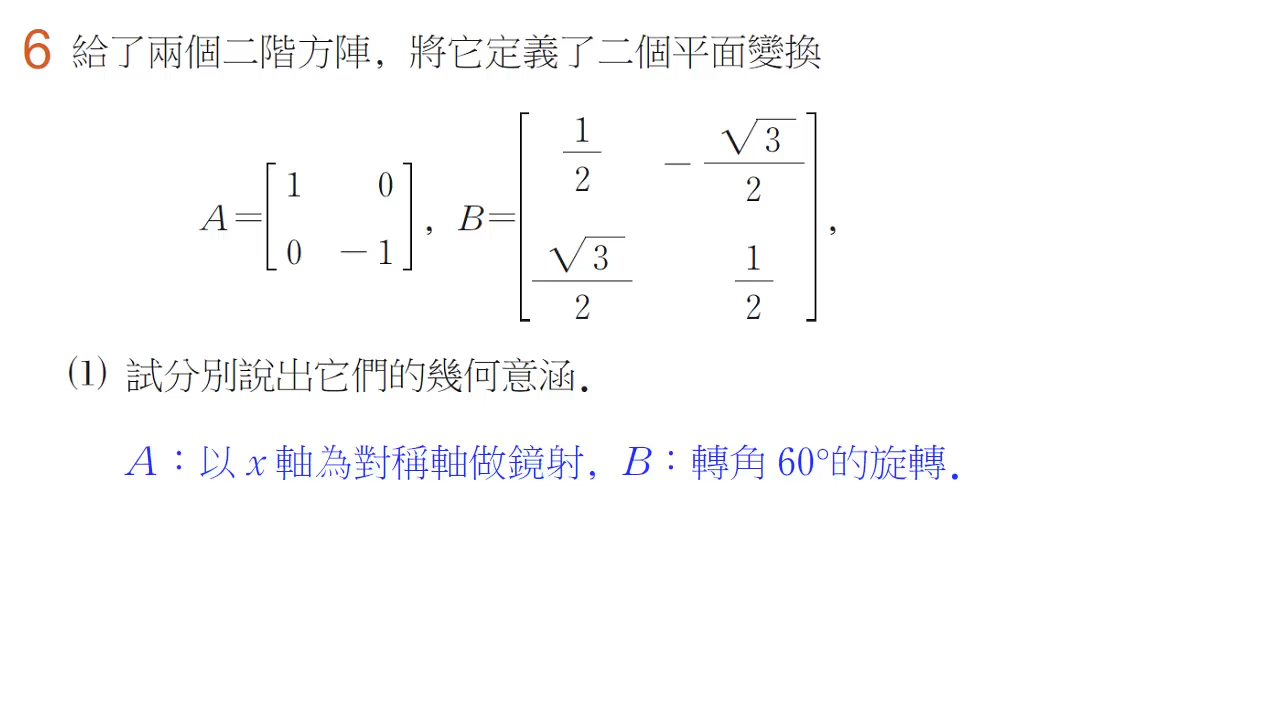 6 給了兩個二階方陣，將它定義了二個平面變換
A=[1 0; 0 −1]，B=[1/2 −√3/2; √3/2 1/2]，
(1) 試分別說出它們的幾何意涵.
A：以 x 軸為對稱軸做鏡射，B：轉角 60°的旋轉.